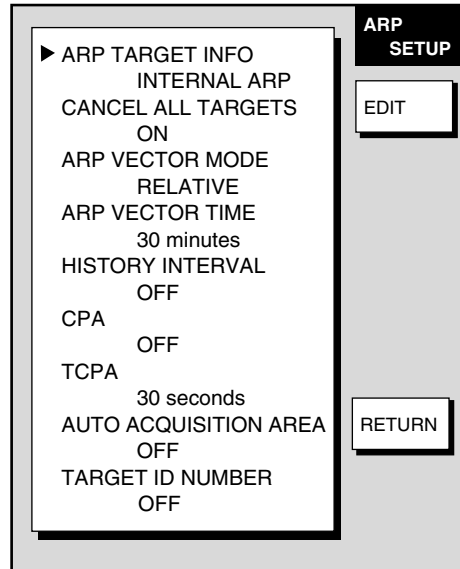 ARP
SETUP
▶ ARP TARGET INFO
INTERNAL ARP
CANCEL ALL TARGETS
ON
ARP VECTOR MODE
RELATIVE
ARP VECTOR TIME
30 minutes
HISTORY INTERVAL
OFF
CPA
OFF
TCPA
30 seconds
AUTO ACQUISITION AREA
OFF
TARGET ID NUMBER
OFF
EDIT
RETURN